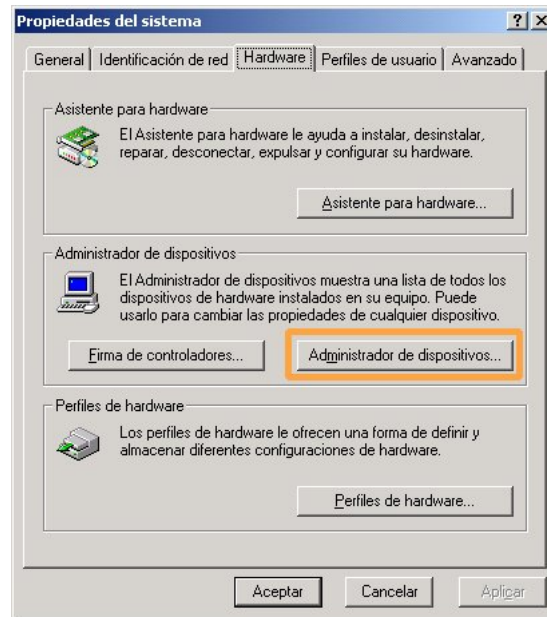 Propiedades del sistema
General Identificación de red Hardware Perfiles de usuario Avanzado
Asistente para hardware
El Asistente para hardware le ayuda a instalar, desinstalar,
reparar, desconectar, expulsar y configurar su hardware.
Asistente para hardware...
Administrador de dispositivos
El Administrador de dispositivos muestra una lista de todos los
dispositivos de hardware instalados en su equipo. Puede
usarlo para cambiar las propiedades de cualquier dispositivo.
Firma de controladores... Administrador de dispositivos...
Perfiles de hardware
Los perfiles de hardware le ofrecen una forma de definir y
almacenar diferentes configuraciones de hardware.
Perfiles de hardware...
Aceptar Cancelar Aplicar